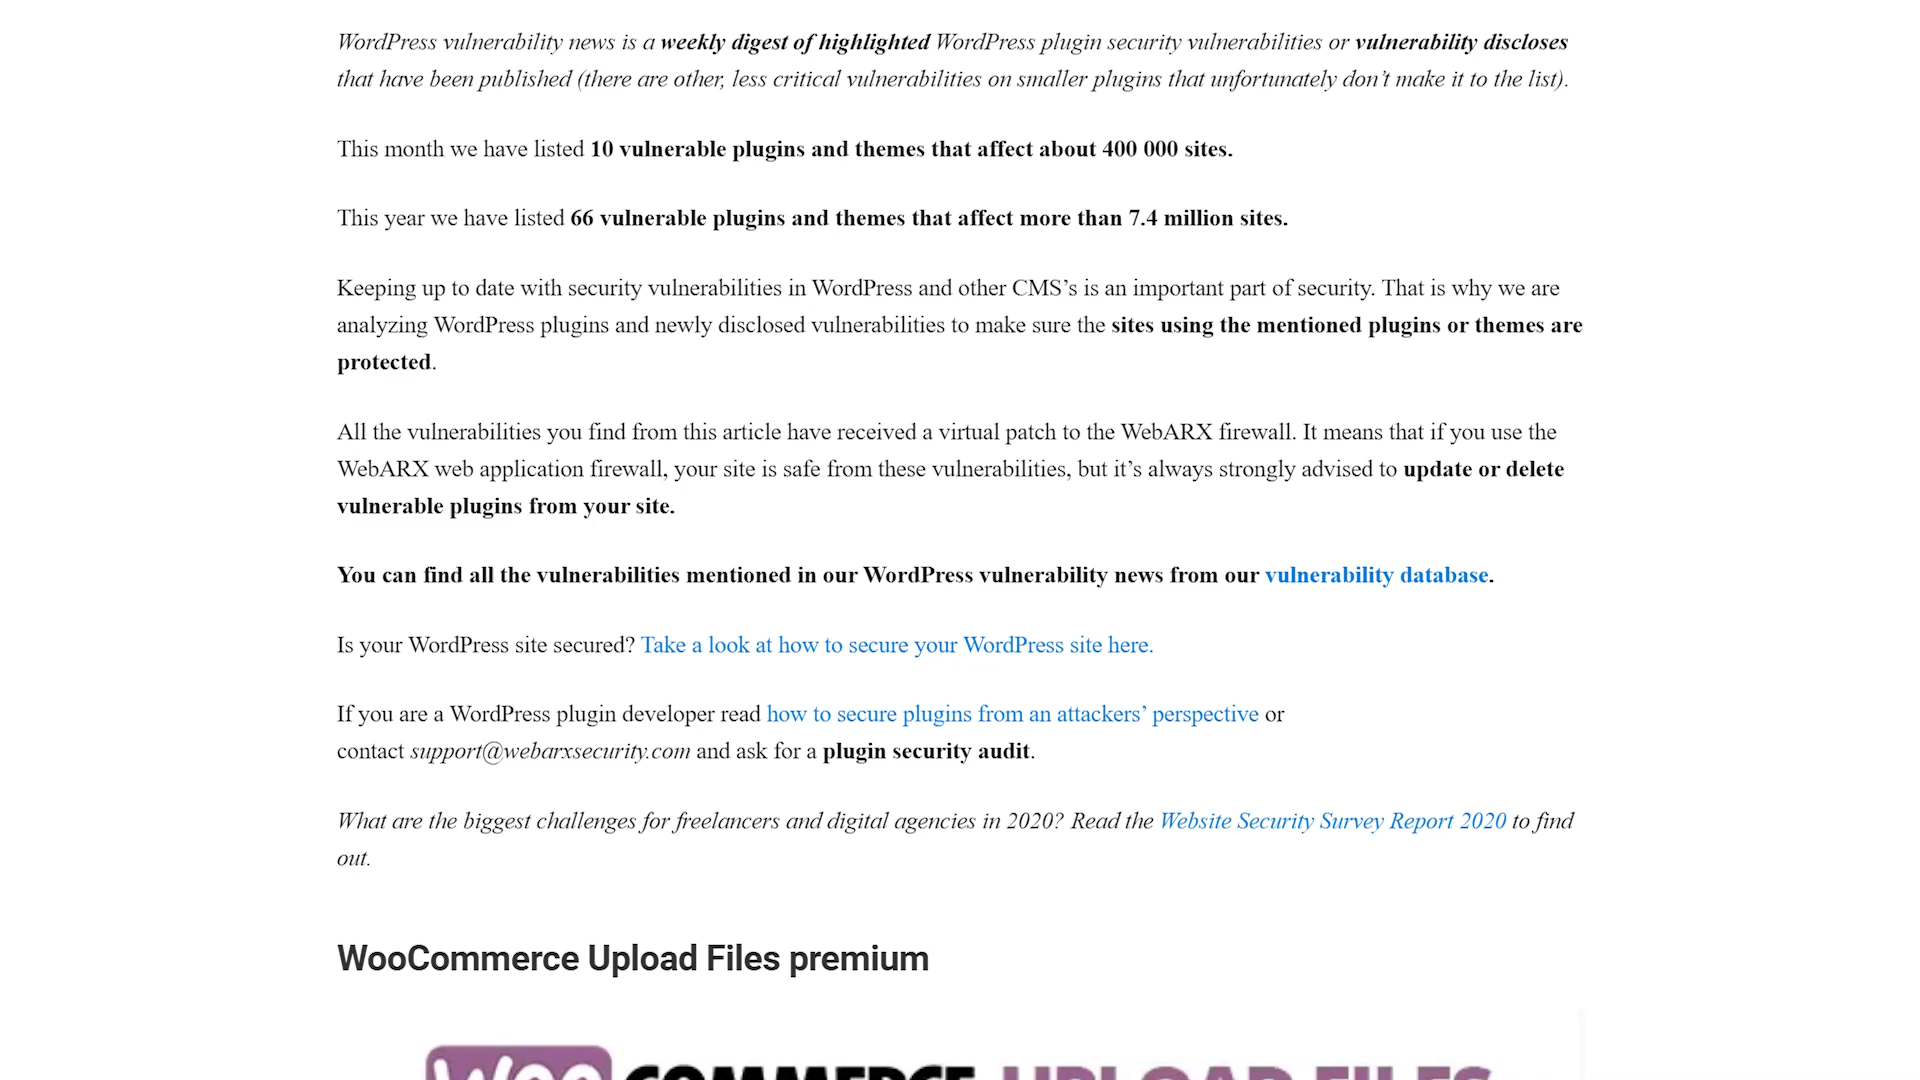 WordPress vulnerability news is a weekly digest of highlighted WordPress plugin security vulnerabilities or vulnerability discloses
that have been published (there are other, less critical vulnerabilities on smaller plugins that unfortunately don’t make it to the list).
This month we have listed 10 vulnerable plugins and themes that affect about 400 000 sites.
This year we have listed 66 vulnerable plugins and themes that affect more than 7.4 million sites.
Keeping up to date with security vulnerabilities in WordPress and other CMS’s is an important part of security. That is why we are
analyzing WordPress plugins and newly disclosed vulnerabilities to make sure the sites using the mentioned plugins or themes are
protected.
All the vulnerabilities you find from this article have received a virtual patch to the WebARX firewall. It means that if you use the
WebARX web application firewall, your site is safe from these vulnerabilities, but it’s always strongly advised to update or delete
vulnerable plugins from your site.
You can find all the vulnerabilities mentioned in our WordPress vulnerability news from our vulnerability database.
Is your WordPress site secured? Take a look at how to secure your WordPress site here.
If you are a WordPress plugin developer read how to secure plugins from an attackers’ perspective or
contact support@webarxsecurity.com and ask for a plugin security audit.
What are the biggest challenges for freelancers and digital agencies in 2020? Read the Website Security Survey Report 2020 to find
out.
WooCommerce Upload Files premium
Woo COMMERCE UPLOAD FILES